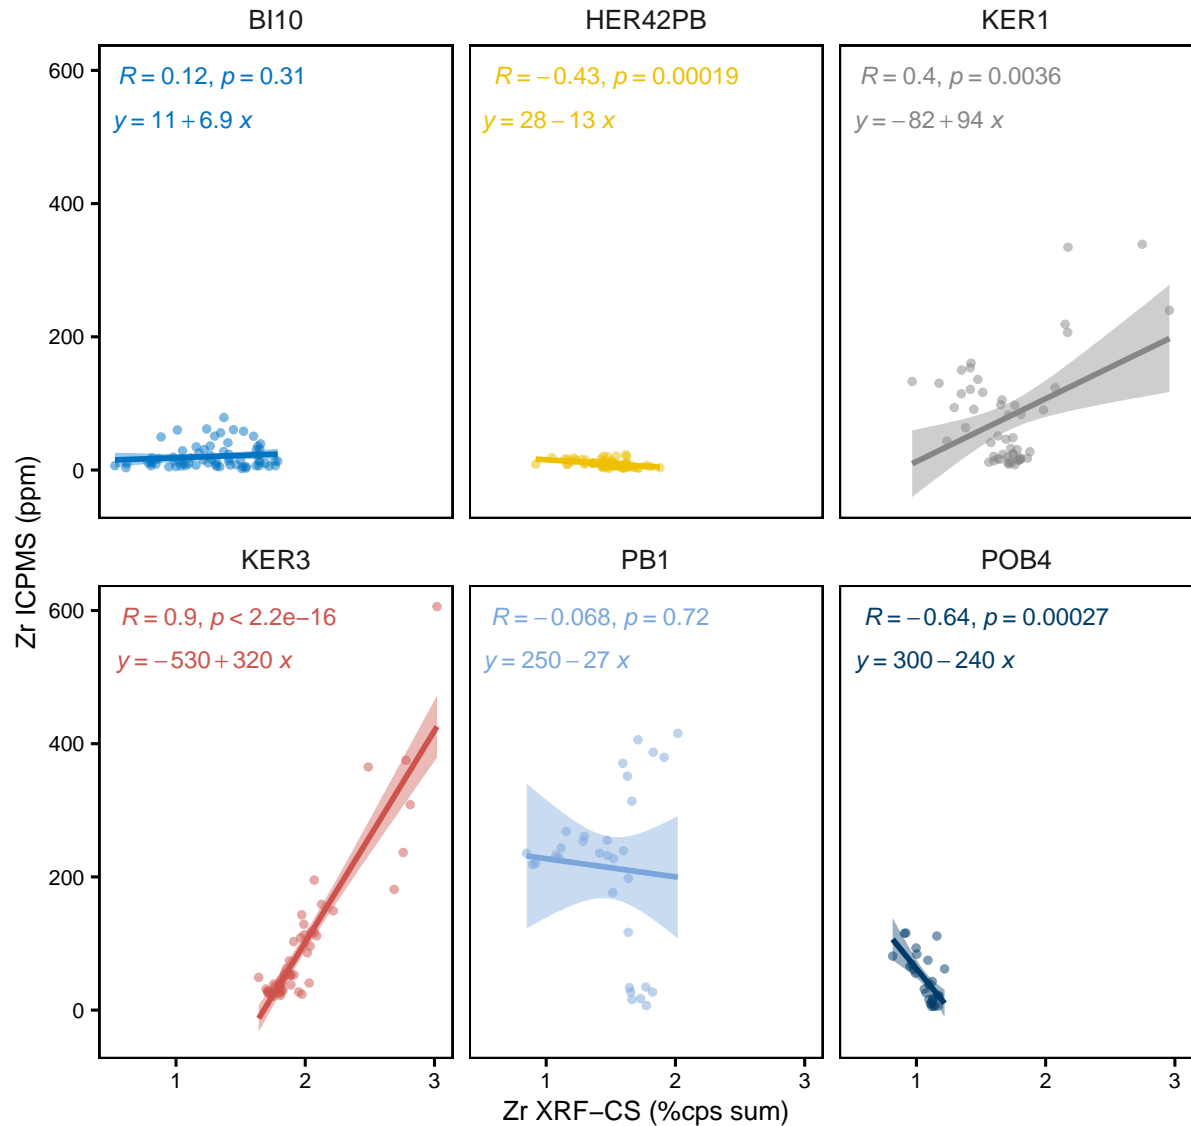 BI10 HER42PB KER1
R = 0.12, p = 0.31
y = 11 + 6.9 x
R = −0.43, p = 0.00019
y = 28 − 13 x
R = 0.4, p = 0.0036
y = −82 + 94 x
600
400
200
0
KER3 PB1 POB4
R = 0.9, p < 2.2e−16
y = −530 + 320 x
R = −0.068, p = 0.72
y = 250 − 27 x
R = −0.64, p = 0.00027
y = 300 − 240 x
600
400
200
0
1 2 3 1 2 3 1 2 3
Zr XRF−CS (%cps sum)
Zr ICPMS (ppm)